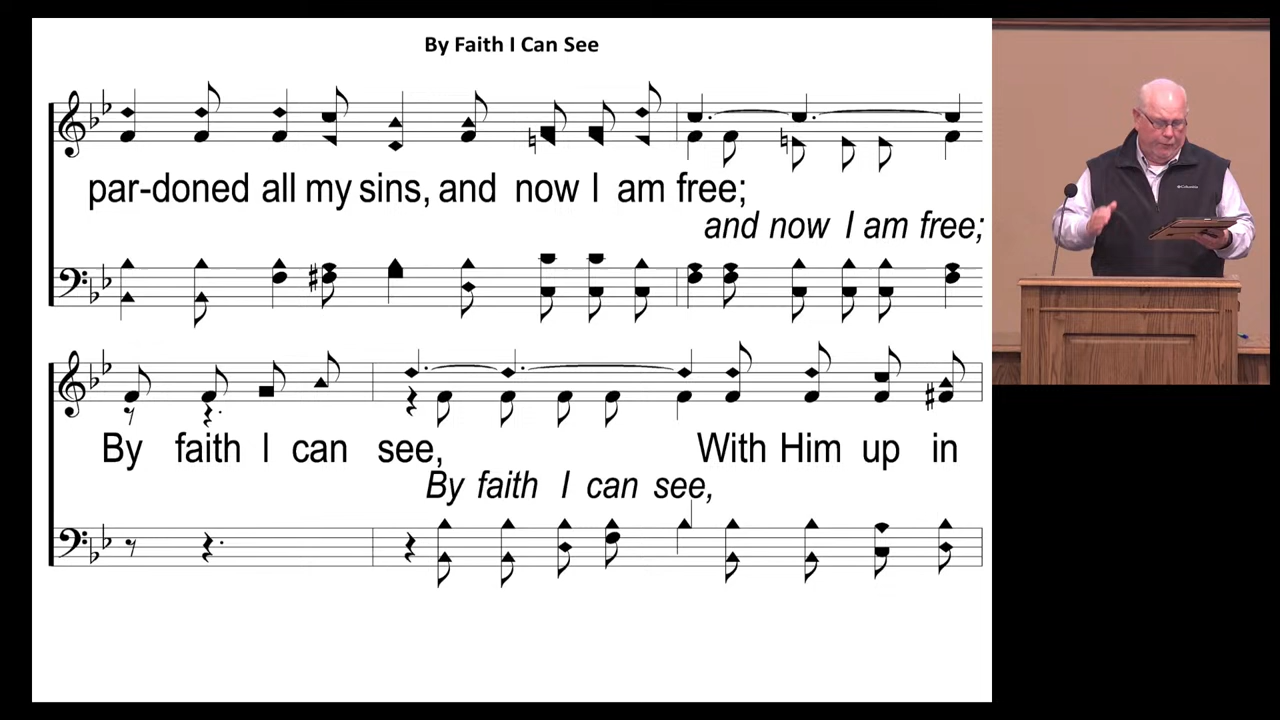 By Faith I Can See
par-doned all my sins, and now I am free;
and now I am free;
By faith I can see,
With Him up in
By faith I can see,
Columbia